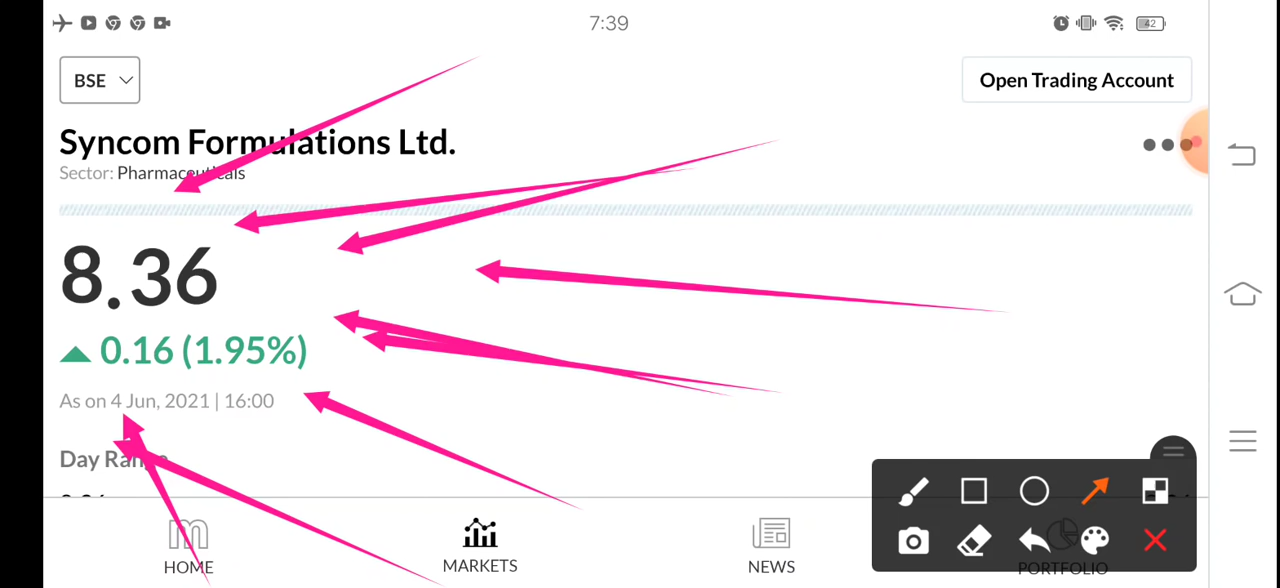 7:39
42
BSE
Open Trading Account
Syncom Formulations Ltd.
Sector: Pharmaceuticals
8.36
0.16 (1.95%)
As on 4 Jun, 2021 | 16:00
Day Range
HOME
MARKETS
NEWS
PORTFOLIO